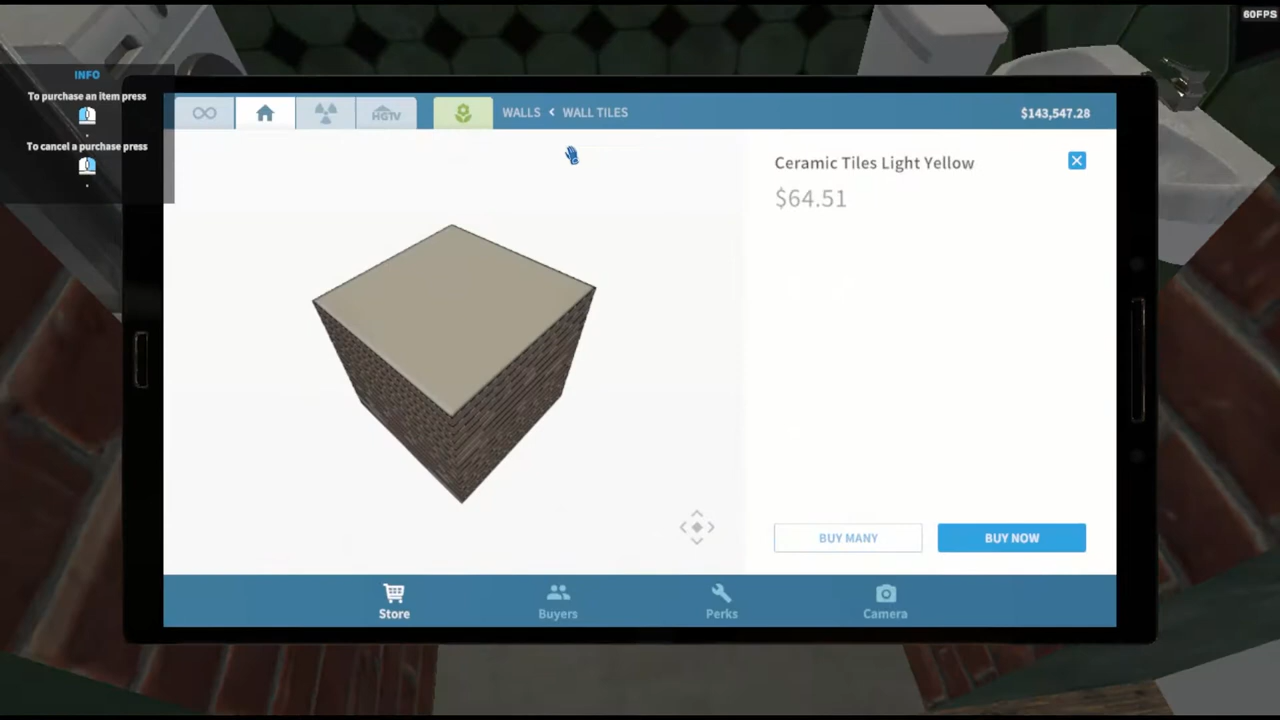 60FPS
INFO
To purchase an item press
To cancel a purchase press
HGTV
WALLS < WALL TILES
$143,547.28
Ceramic Tiles Light Yellow
$64.51
BUY MANY
BUY NOW
Store
Buyers
Perks
Camera